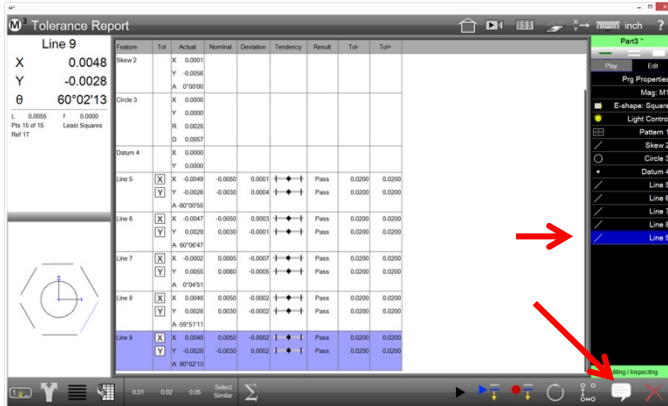 M³ Tolerance Report
inch ?
Line 9
X 0.0048
Y -0.0028
θ 60°02'13
L 0.0055 f 0.0000
Pts 15 of 15 Least Squares
Ref 1T
Feature Tol Actual Nominal Deviation Tendency Result Tol- Tol+
Skew 2 X 0.0001
Y -0.0056
A 0°00'00
Circle 3 X 0.0000
Y 0.0000
R 0.0028
D 0.0057
Datum 4 X 0.0000
Y 0.0000
Line 5 X X -0.0049 -0.0050 0.0001 Pass 0.0200 0.0200
Y Y -0.0028 -0.0030 0.0004 Pass 0.0200 0.0200
A -60°00'55
Line 6 X X -0.0047 -0.0050 0.0003 Pass 0.0200 0.0200
Y Y 0.0029 0.0030 -0.0001 Pass 0.0200 0.0200
A 60°06'47
Line 7 X X -0.0002 0.0005 -0.0007 Pass 0.0200 0.0200
Y Y 0.0055 0.0060 -0.0005 Pass 0.0200 0.0200
A 0°04'51
Line 8 X X 0.0048 0.0050 -0.0002 Pass 0.0200 0.0200
Y Y 0.0028 0.0030 -0.0002 Pass 0.0200 0.0200
A -59°51'11
Line 9 X X 0.0048 0.0050 -0.0002 Pass 0.0200 0.0200
Y Y -0.0028 -0.0030 0.0002 Pass 0.0200 0.0200
A 60°02'13
Part3 *
Play Edit
Prg Properties
Mag: M1
E-shape: Square
Light Contro
Pattern 1
Skew 2
Circle 3
Datum 4
Line 5
Line 6
Line 7
Line 8
Line 9
diting / Inspecting
0.01 0.02 0.05 Select Similar Σ